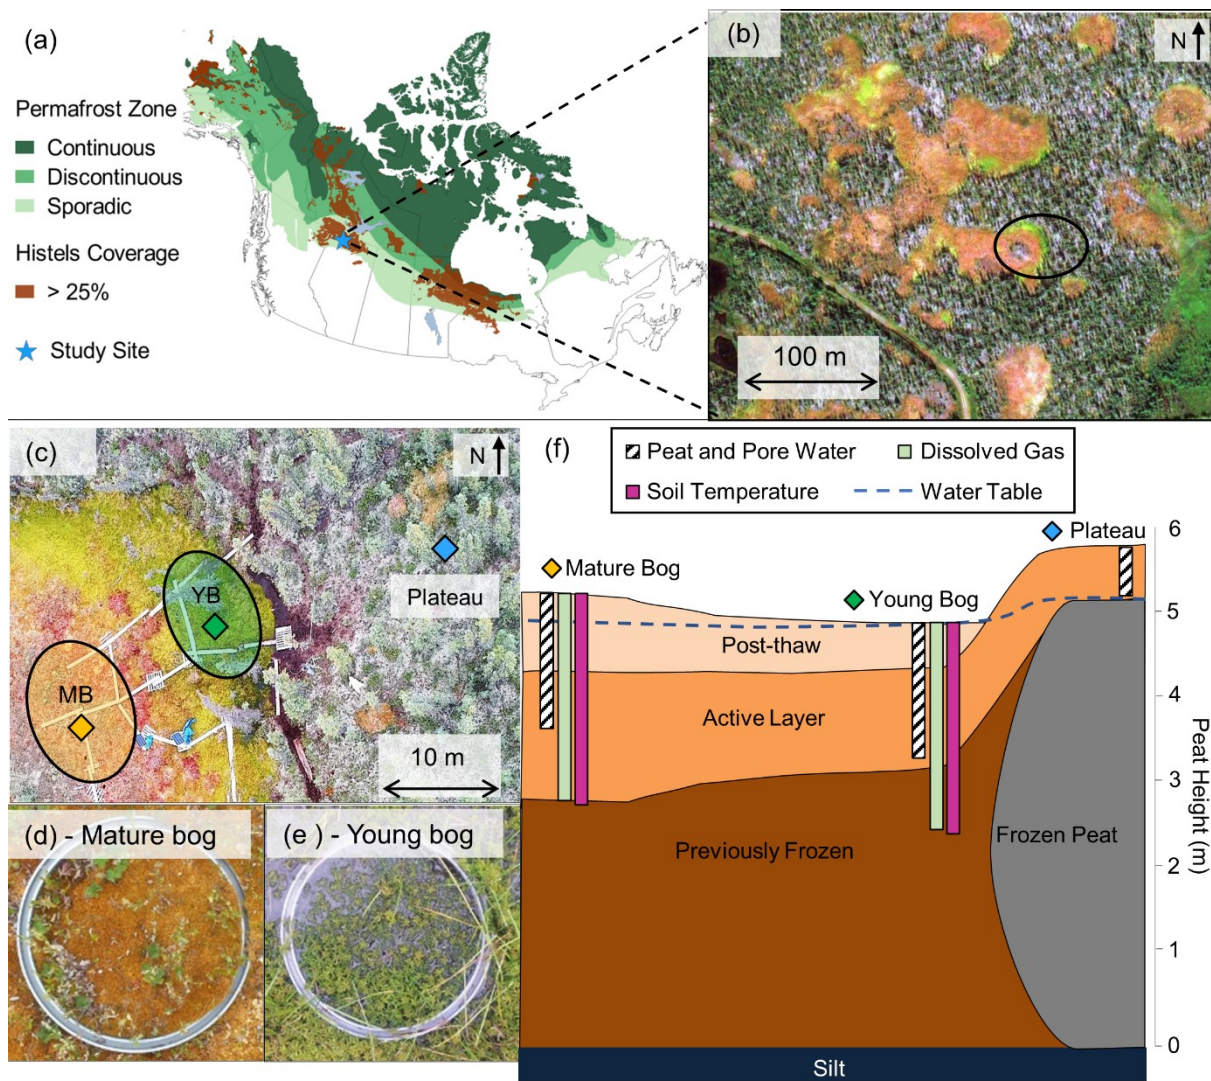 (a)
Permafrost Zone
Continuous
Discontinuous
Sporadic
Histels Coverage
> 25%
Study Site
(b)
N
100 m
(c)
N
YB
MB
Plateau
10 m
(d) - Mature bog
(e ) - Young bog
(f)
Peat and Pore Water
Dissolved Gas
Soil Temperature
Water Table
Plateau
Mature Bog
Young Bog
Post-thaw
Active Layer
Previously Frozen
Frozen Peat
Silt
6
5
4
3
2
1
0
Peat Height (m)